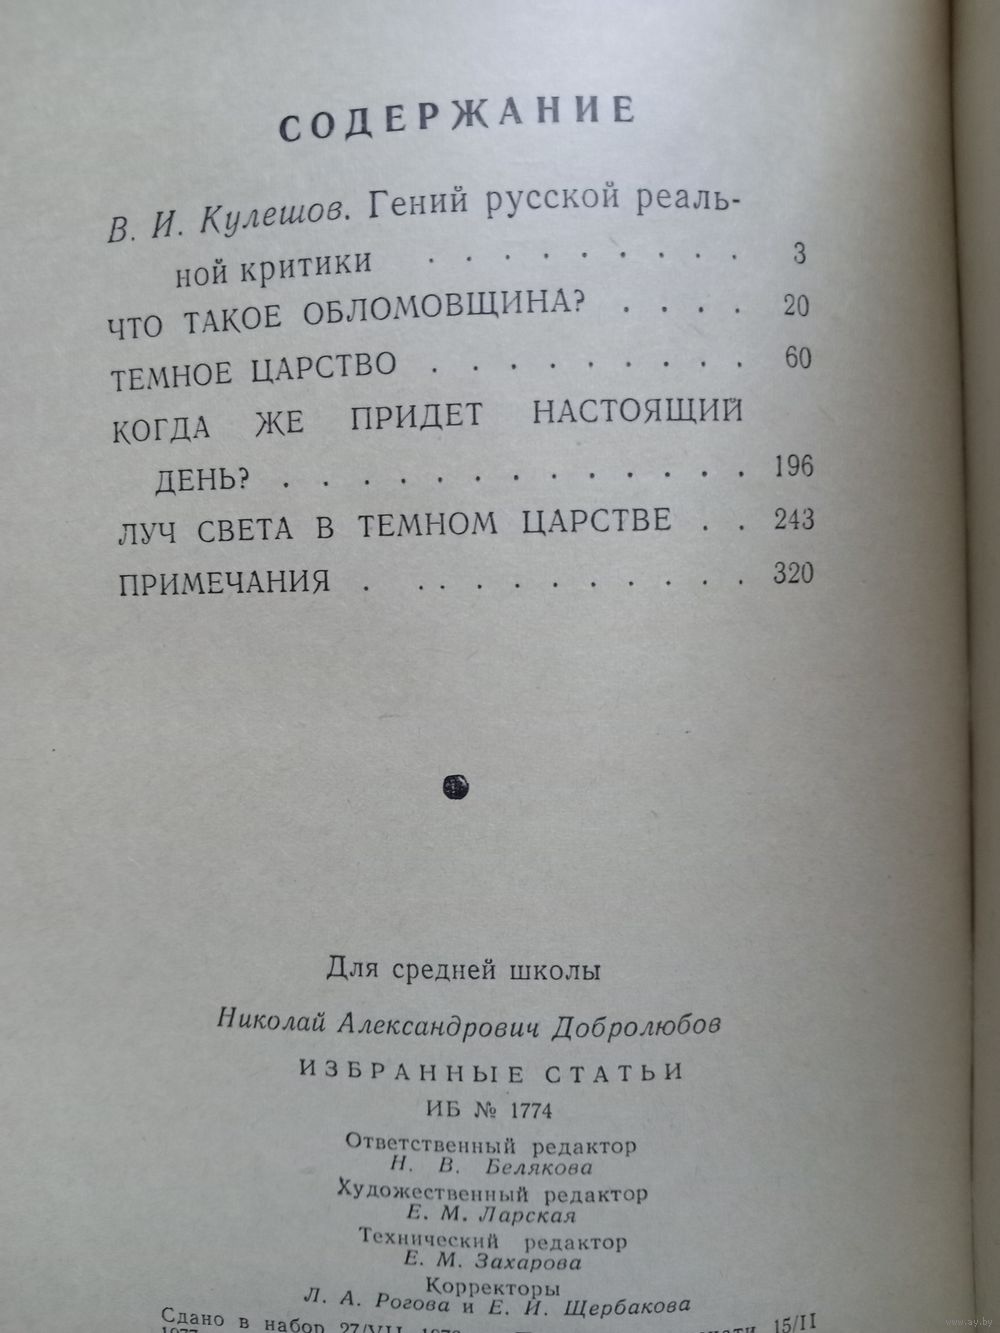 СОДЕРЖАНИЕ
В. И. Кулешов. Гений русской реаль-
ной критики . . . . . . . . . 3
ЧТО ТАКОЕ ОБЛОМОВЩИНА? . . . . 20
ТЕМНОЕ ЦАРСТВО . . . . . . . . . 60
КОГДА ЖЕ ПРИДЕТ НАСТОЯЩИЙ
ДЕНЬ? . . . . . . . . . . . . 196
ЛУЧ СВЕТА В ТЕМНОМ ЦАРСТВЕ . . 243
ПРИМЕЧАНИЯ . . . . . . . . . . . 320
Для средней школы
Николай Александрович Добролюбов
ИЗБРАННЫЕ СТАТЬИ
ИБ № 1774
Ответственный редактор
Н. В. Белякова
Художественный редактор
Е. М. Ларская
Технический редактор
Е. М. Захарова
Корректоры
Л. А. Рогова и Е. И. Щербакова
Сдано в набор 27/VII 15/II
www.ay.by